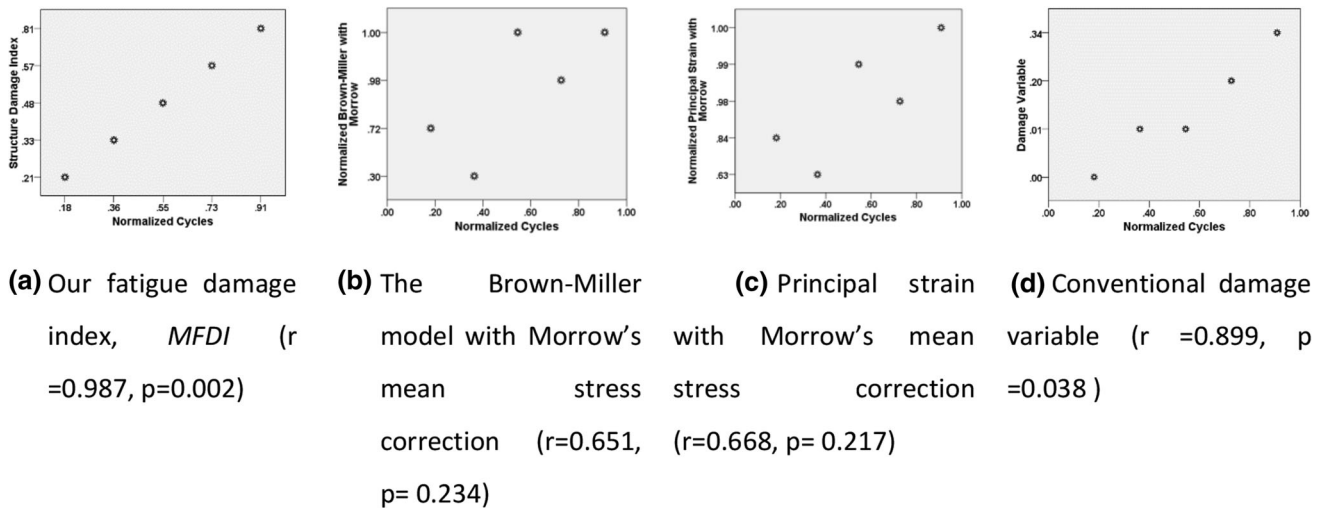 Structure Damage Index
.81
.57
.48
.33
.21
.18 .36 .55 .73 .91
Normalized Cycles
Normalized Brown-Miller with
Morrow
1.00
.98
.72
.30
.00 .20 .40 .60 .80 1.00
Normalized Cycles
Normalized Principal Strain with
Morrow
1.00
.99
.98
.84
.63
.00 .20 .40 .60 .80 1.00
Normalized Cycles
Damage Variable
.34
.20
.01
.00
.00 .20 .40 .60 .80 1.00
Normalized Cycles
(a) Our fatigue damage
index, MFDI (r
=0.987, p=0.002)
(b) The Brown-Miller
model with Morrow’s
mean stress
correction (r=0.651,
p= 0.234)
(c) Principal strain
with Morrow’s mean
stress correction
(r=0.668, p= 0.217)
(d) Conventional damage
variable (r =0.899, p
=0.038 )